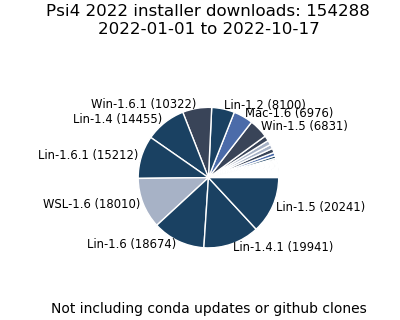 Psi4 2022 installer downloads: 154288
2022-01-01 to 2022-10-17
Win-1.6.1 (10322)
Lin-1.2 (8100)
Mac-1.6 (6976)
Lin-1.4 (14455)
Win-1.5 (6831)
Lin-1.6.1 (15212)
WSL-1.6 (18010)
Lin-1.5 (20241)
Lin-1.6 (18674)
Lin-1.4.1 (19941)
Not including conda updates or github clones